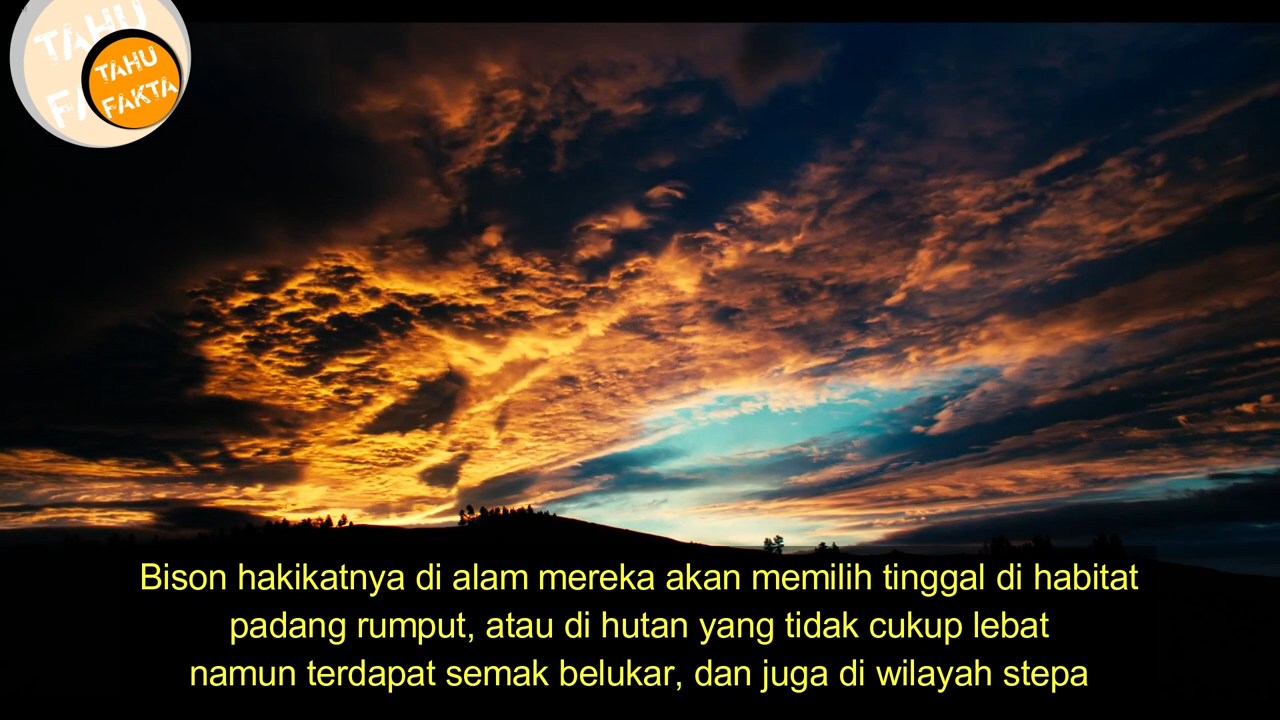 TAHU
FA
TAHU
FAKTA
Bison hakikatnya di alam mereka akan memilih tinggal di habitat
padang rumput, atau di hutan yang tidak cukup lebat
namun terdapat semak belukar, dan juga di wilayah stepa